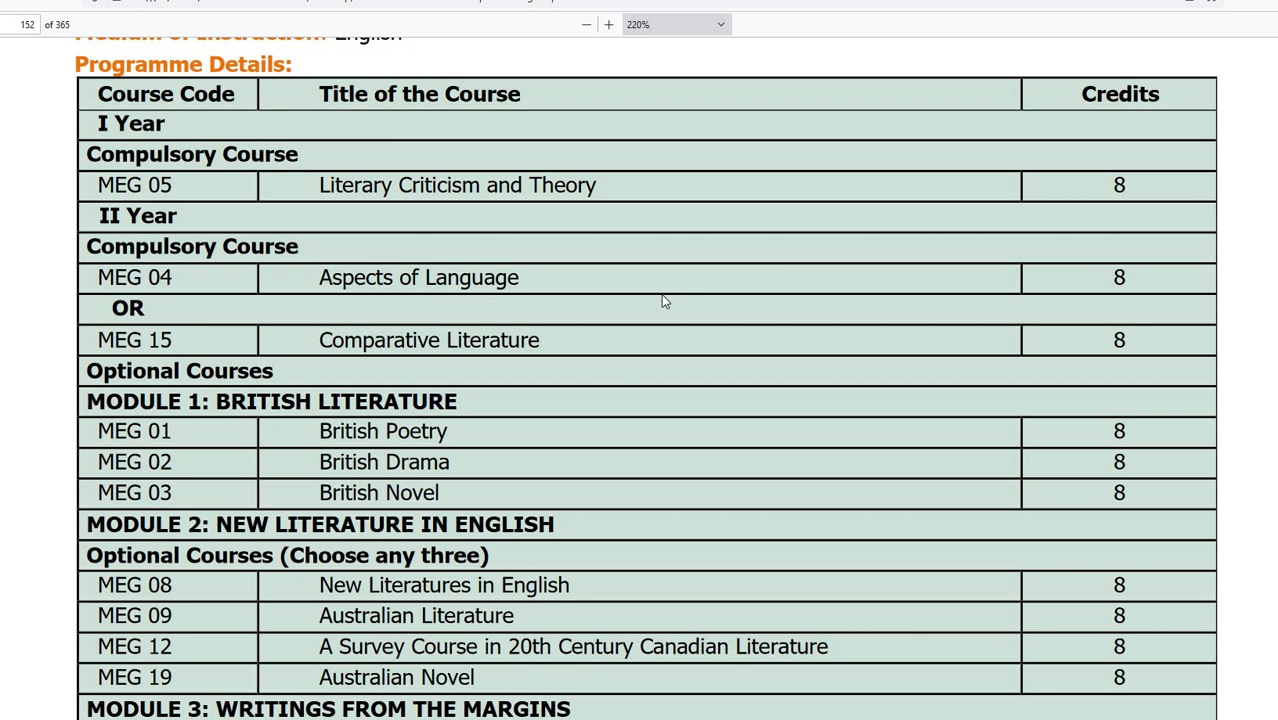 152 of 365
220%
Medium of Instruction: English
Programme Details:
Course Code Title of the Course Credits
I Year
Compulsory Course
MEG 05 Literary Criticism and Theory 8
II Year
Compulsory Course
MEG 04 Aspects of Language 8
OR
MEG 15 Comparative Literature 8
Optional Courses
MODULE 1: BRITISH LITERATURE
MEG 01 British Poetry 8
MEG 02 British Drama 8
MEG 03 British Novel 8
MODULE 2: NEW LITERATURE IN ENGLISH
Optional Courses (Choose any three)
MEG 08 New Literatures in English 8
MEG 09 Australian Literature 8
MEG 12 A Survey Course in 20th Century Canadian Literature 8
MEG 19 Australian Novel 8
MODULE 3: WRITINGS FROM THE MARGINS